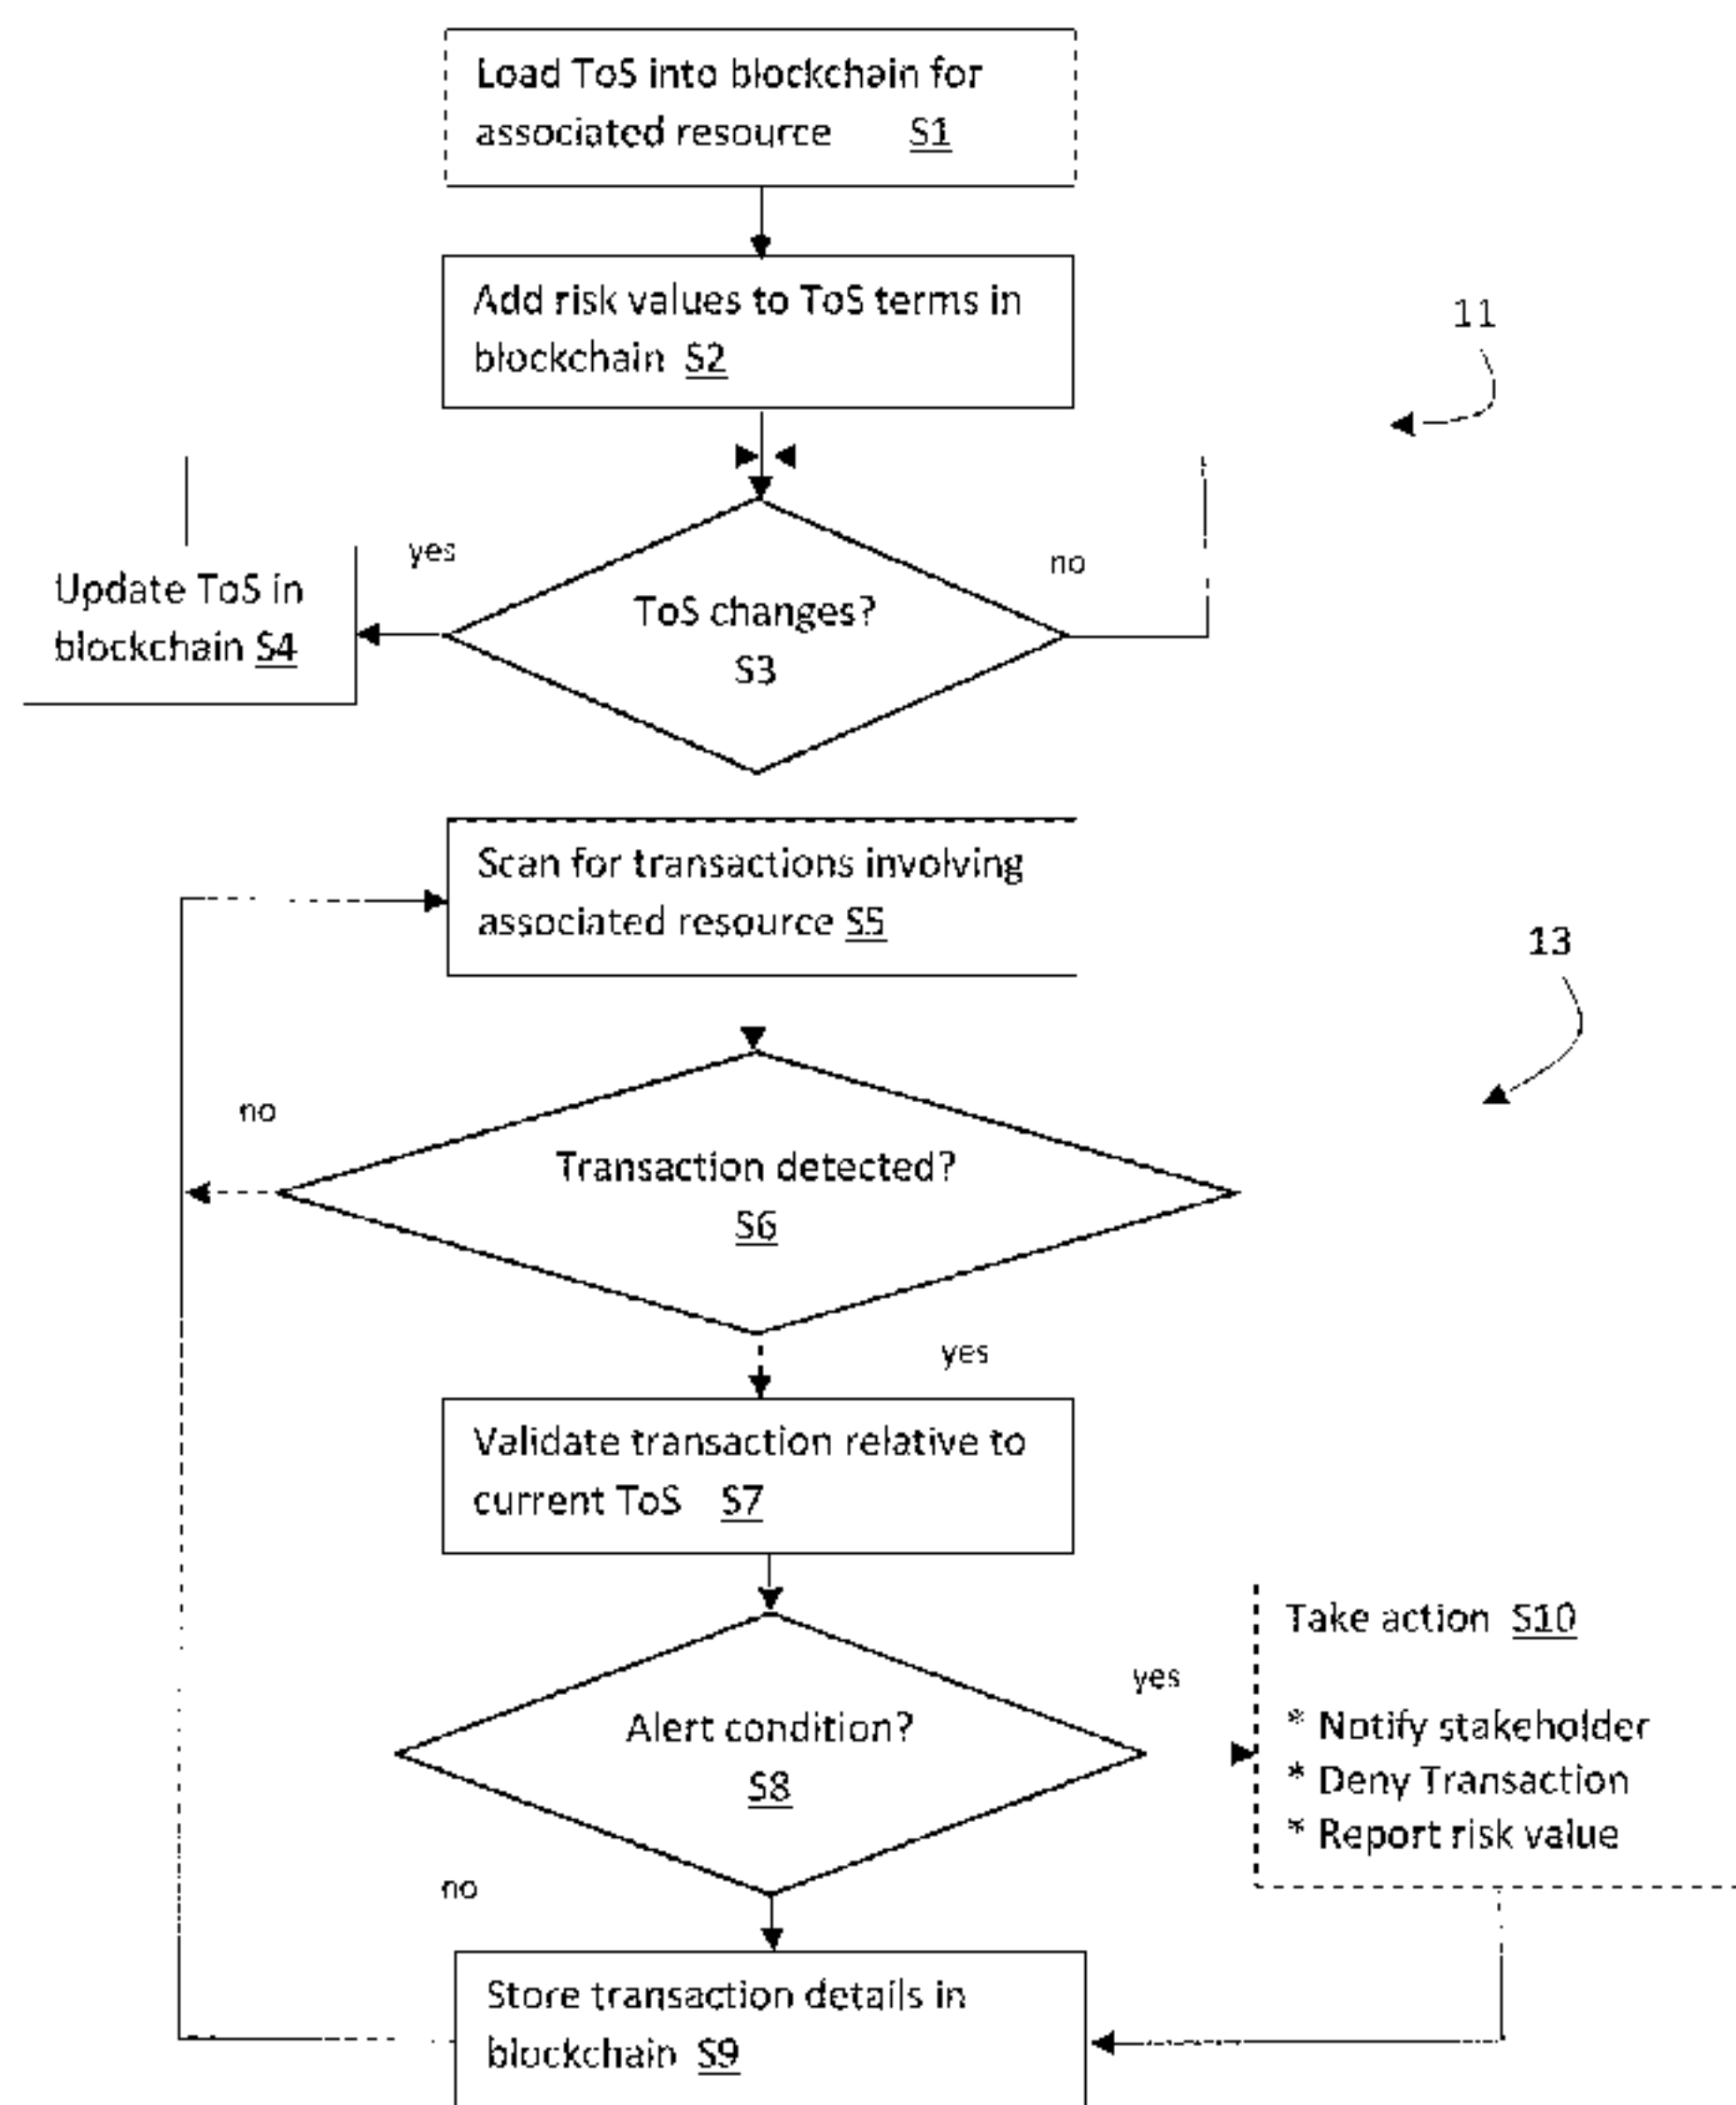 Load ToS into blockchain for
associated resource S1
Add risk values to ToS terms in
blockchain S2
11
yes
no
ToS changes?
S3
Update ToS in
blockchain S4
Scan for transactions involving
associated resource S5
13
no
Transaction detected?
S6
yes
Validate transaction relative to
current ToS S7
Alert condition?
S8
yes
Take action S10
* Notify stakeholder
* Deny Transaction
* Report risk value
no
Store transaction details in
blockchain S9